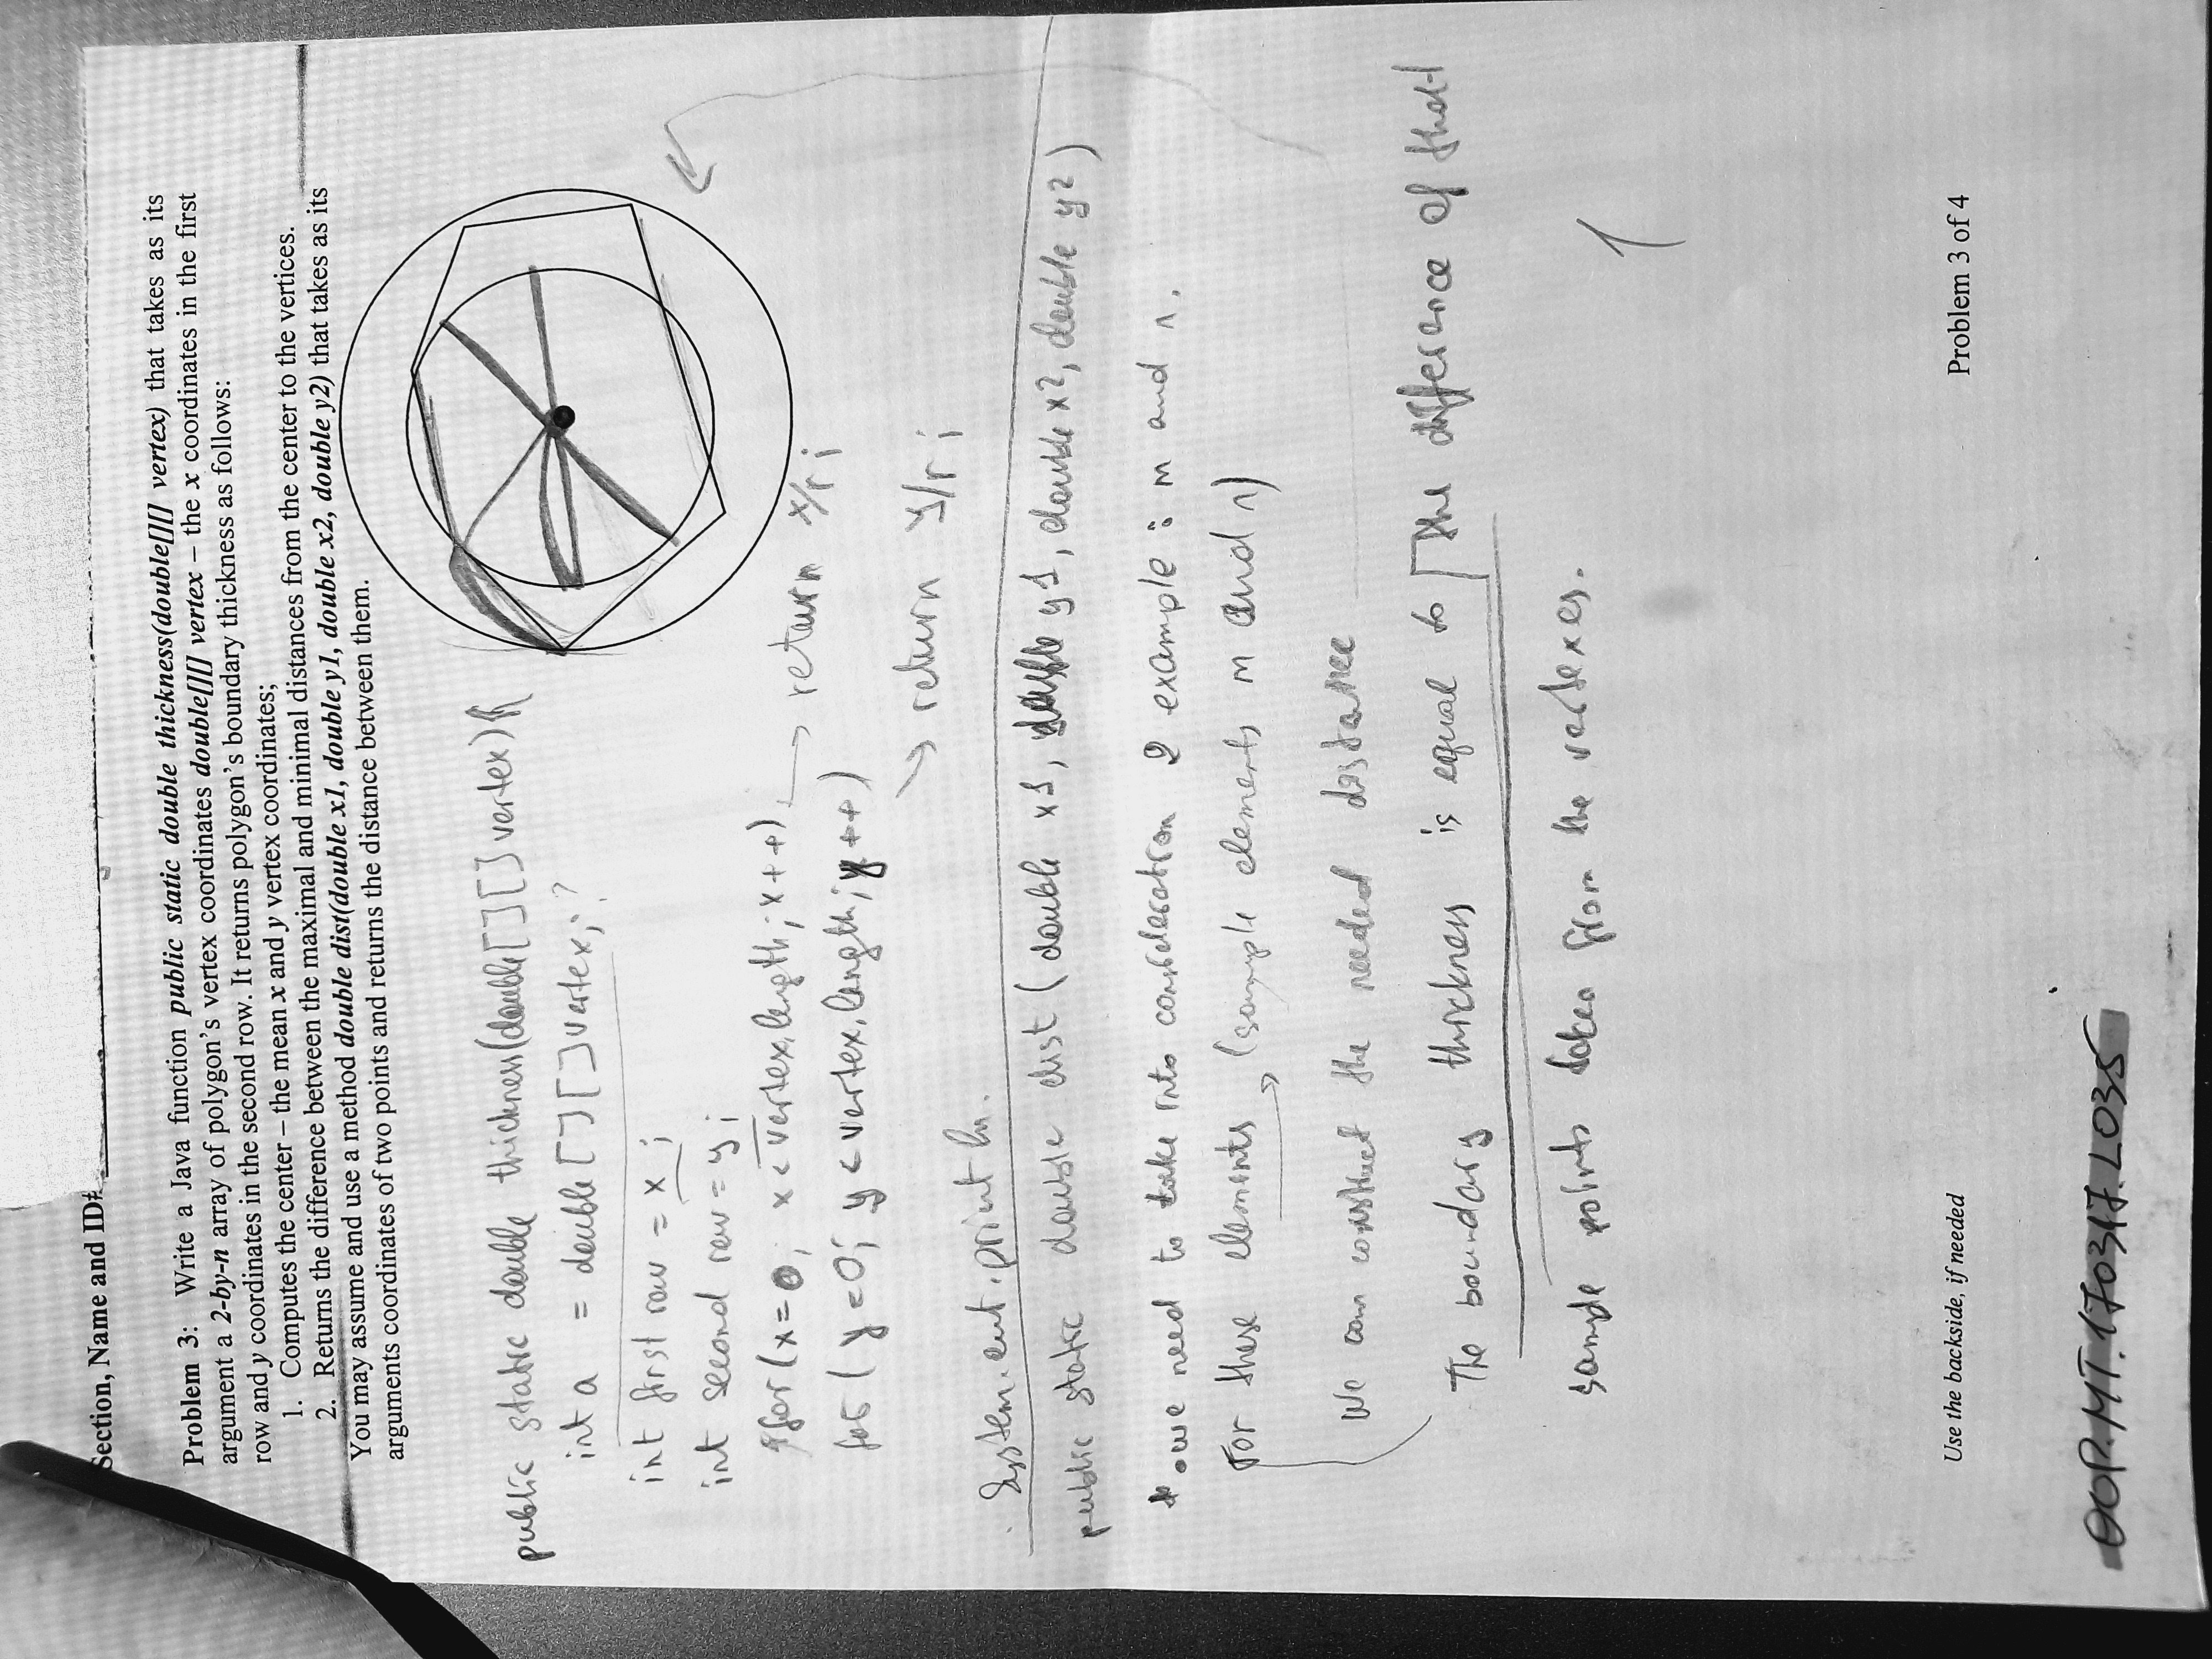 Section, Name and ID#
Problem 3: Write a Java function public static double thickness(double[][] vertex) that takes as its
argument a 2-by-n array of polygon's vertex coordinates double[][] vertex – the x coordinates in the first
row and y coordinates in the second row. It returns polygon's boundary thickness as follows:
1. Computes the center – the mean x and y vertex coordinates;
2. Returns the difference between the maximal and minimal distances from the center to the vertices.
You may assume and use a method double dist(double x1, double y1, double x2, double y2) that takes as its
arguments coordinates of two points and returns the distance between them.
public static double thickness(double[][] vertex){
int a = double[][] vertex; ?
int first row = x ;
int second row = y ;
for (x=0; x < vertex.length; x++) → return x/r ;
for ( y=0; y < vertex.length; y++)
→ return y/r ;
System.out.println.
public static double dist ( double x1, double y1, double x2, double y2 )
we need to take into consideration 2 example : m and n.
For these elements → (sample elements m and n)
We can construct the needed distance
The boundary thickness is equal to the difference of that
sample points taken from the vertexes.
1
Use the backside, if needed
Problem 3 of 4
OOP.MT.170317.L035